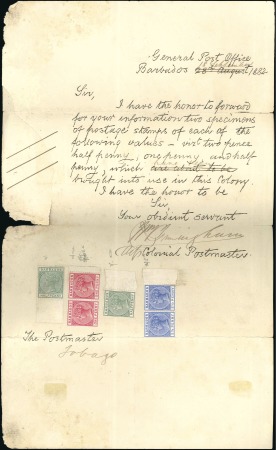 General Post Office
Barbados 28th August, 1882
Sir,
I have the honor to forward
for your information two specimens
of postage stamps of each of the
following values - viz two pence
half penny, one penny, and half
penny, which have been
brought into use in this Colony
I have the honor to be
Sir,
Your obedient servant
Colonial Postmaster
The Postmaster
Tobago